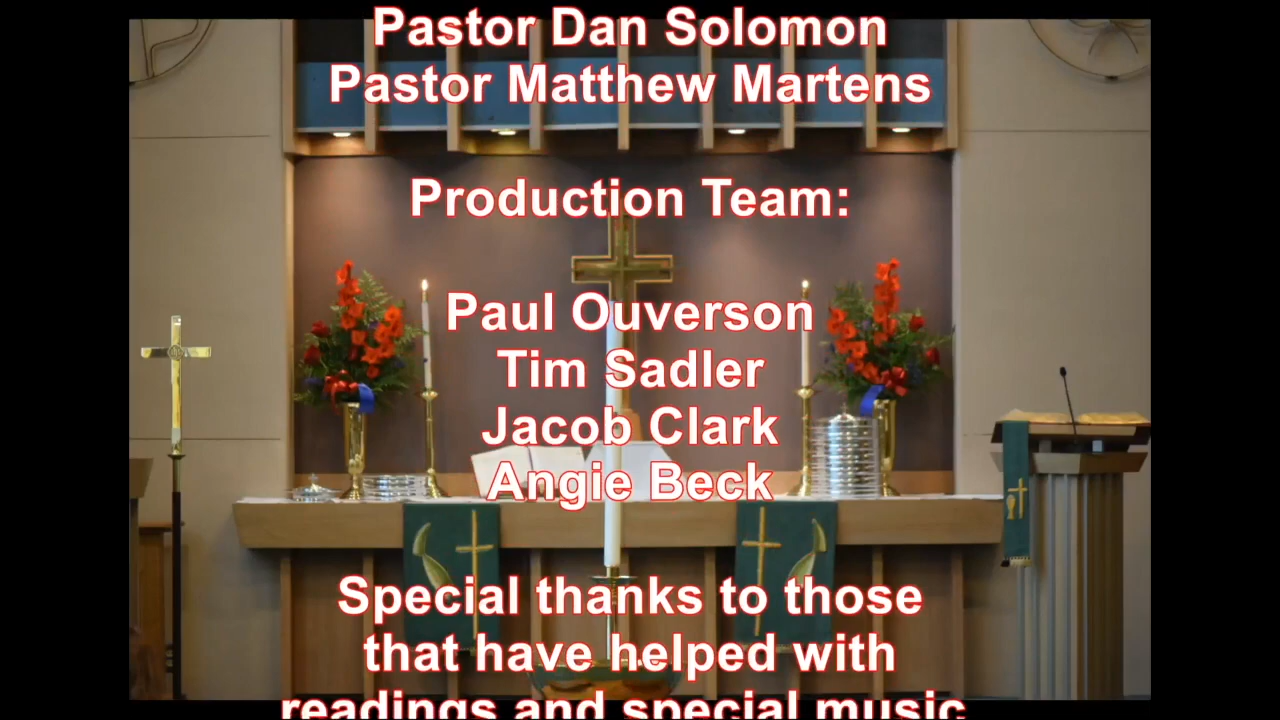 Pastor Dan Solomon
Pastor Matthew Martens
Production Team:
Paul Ouverson
Tim Sadler
Jacob Clark
Angie Beck
Special thanks to those
that have helped with
readings and special music